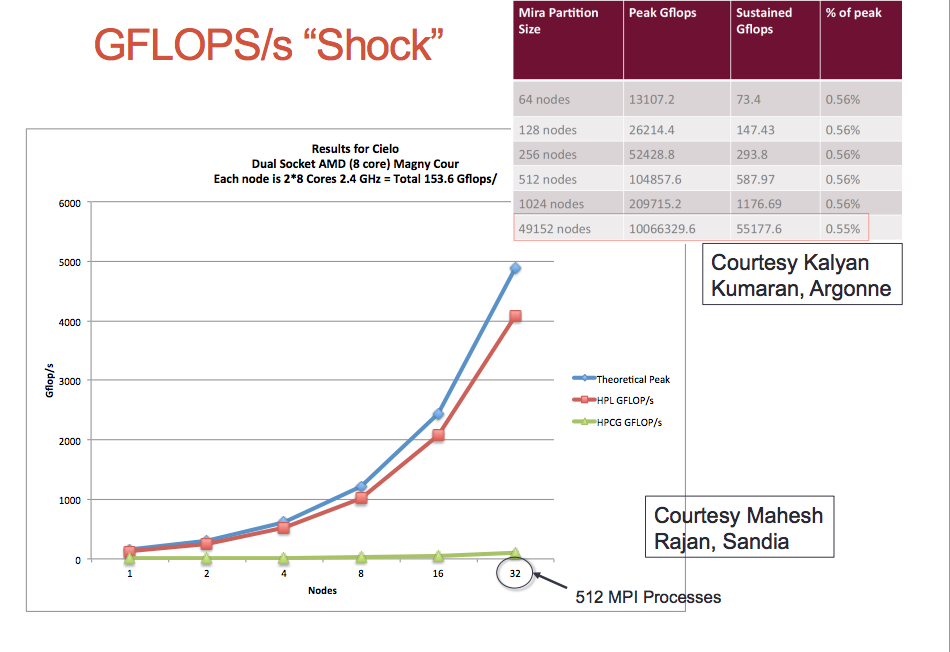 GFLOPS/s “Shock”
Mira Partition Size Peak Gflops Sustained Gflops % of peak
64 nodes 13107.2 73.4 0.56%
128 nodes 26214.4 147.43 0.56%
256 nodes 52428.8 293.8 0.56%
512 nodes 104857.6 587.97 0.56%
1024 nodes 209715.2 1176.69 0.56%
49152 nodes 10066329.6 55177.6 0.55%
Courtesy Kalyan
Kumaran, Argonne
Results for Cielo
Dual Socket AMD (8 core) Magny Cour
Each node is 2*8 Cores 2.4 GHz = Total 153.6 Gflops/
6000
5000
4000
3000
2000
1000
0
Gflop/s
1 2 4 8 16 32
Nodes
Theoretical Peak
HPL GFLOP/s
HPCG GFLOP/s
Courtesy Mahesh
Rajan, Sandia
512 MPI Processes